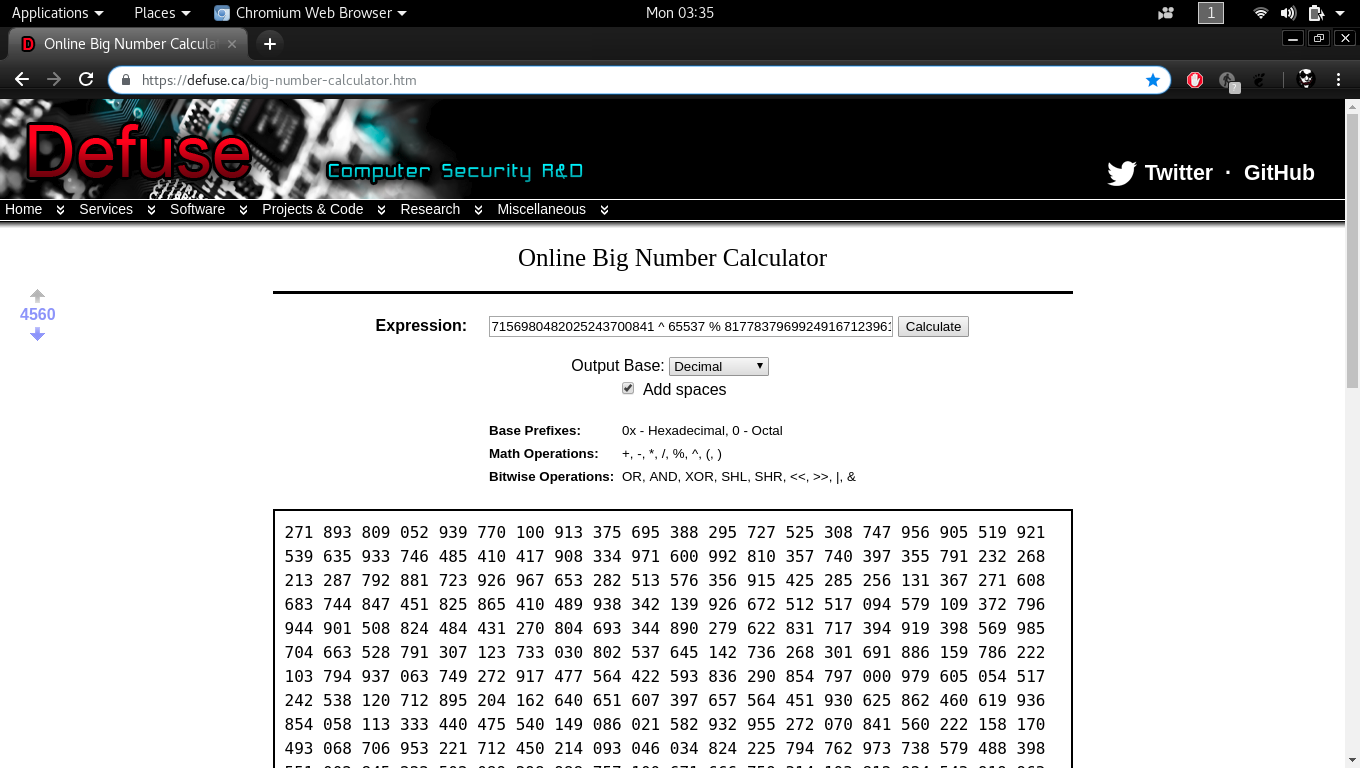 Applications Places Chromium Web Browser Mon 03:35 1
Online Big Number Calcula
https://defuse.ca/big-number-calculator.htm ?
Defuse
Computer Security R&D
Twitter · GitHub
Home Services Software Projects & Code Research Miscellaneous
Online Big Number Calculator
4560
Expression: 7156980482025243700841 ^ 65537 % 81778379699249167123961 Calculate
Output Base: Decimal
Add spaces
Base Prefixes: 0x - Hexadecimal, 0 - Octal
Math Operations: +, -, *, /, %, ^, (, )
Bitwise Operations: OR, AND, XOR, SHL, SHR, <<, >>, |, &
271 893 809 052 939 770 100 913 375 695 388 295 727 525 308 747 956 905 519 921
539 635 933 746 485 410 417 908 334 971 600 992 810 357 740 397 355 791 232 268
213 287 792 881 723 926 967 653 282 513 576 356 915 425 285 256 131 367 271 608
683 744 847 451 825 865 410 489 938 342 139 926 672 512 517 094 579 109 372 796
944 901 508 824 484 431 270 804 693 344 890 279 622 831 717 394 919 398 569 985
704 663 528 791 307 123 733 030 802 537 645 142 736 268 301 691 886 159 786 222
103 794 937 063 749 272 917 477 564 422 593 836 290 854 797 000 979 605 054 517
242 538 120 712 895 204 162 640 651 607 397 657 564 451 930 625 862 460 619 936
854 058 113 333 440 475 540 149 086 021 582 932 955 272 070 841 560 222 158 170
493 068 706 953 221 712 450 214 093 046 034 824 225 794 762 973 738 579 488 398